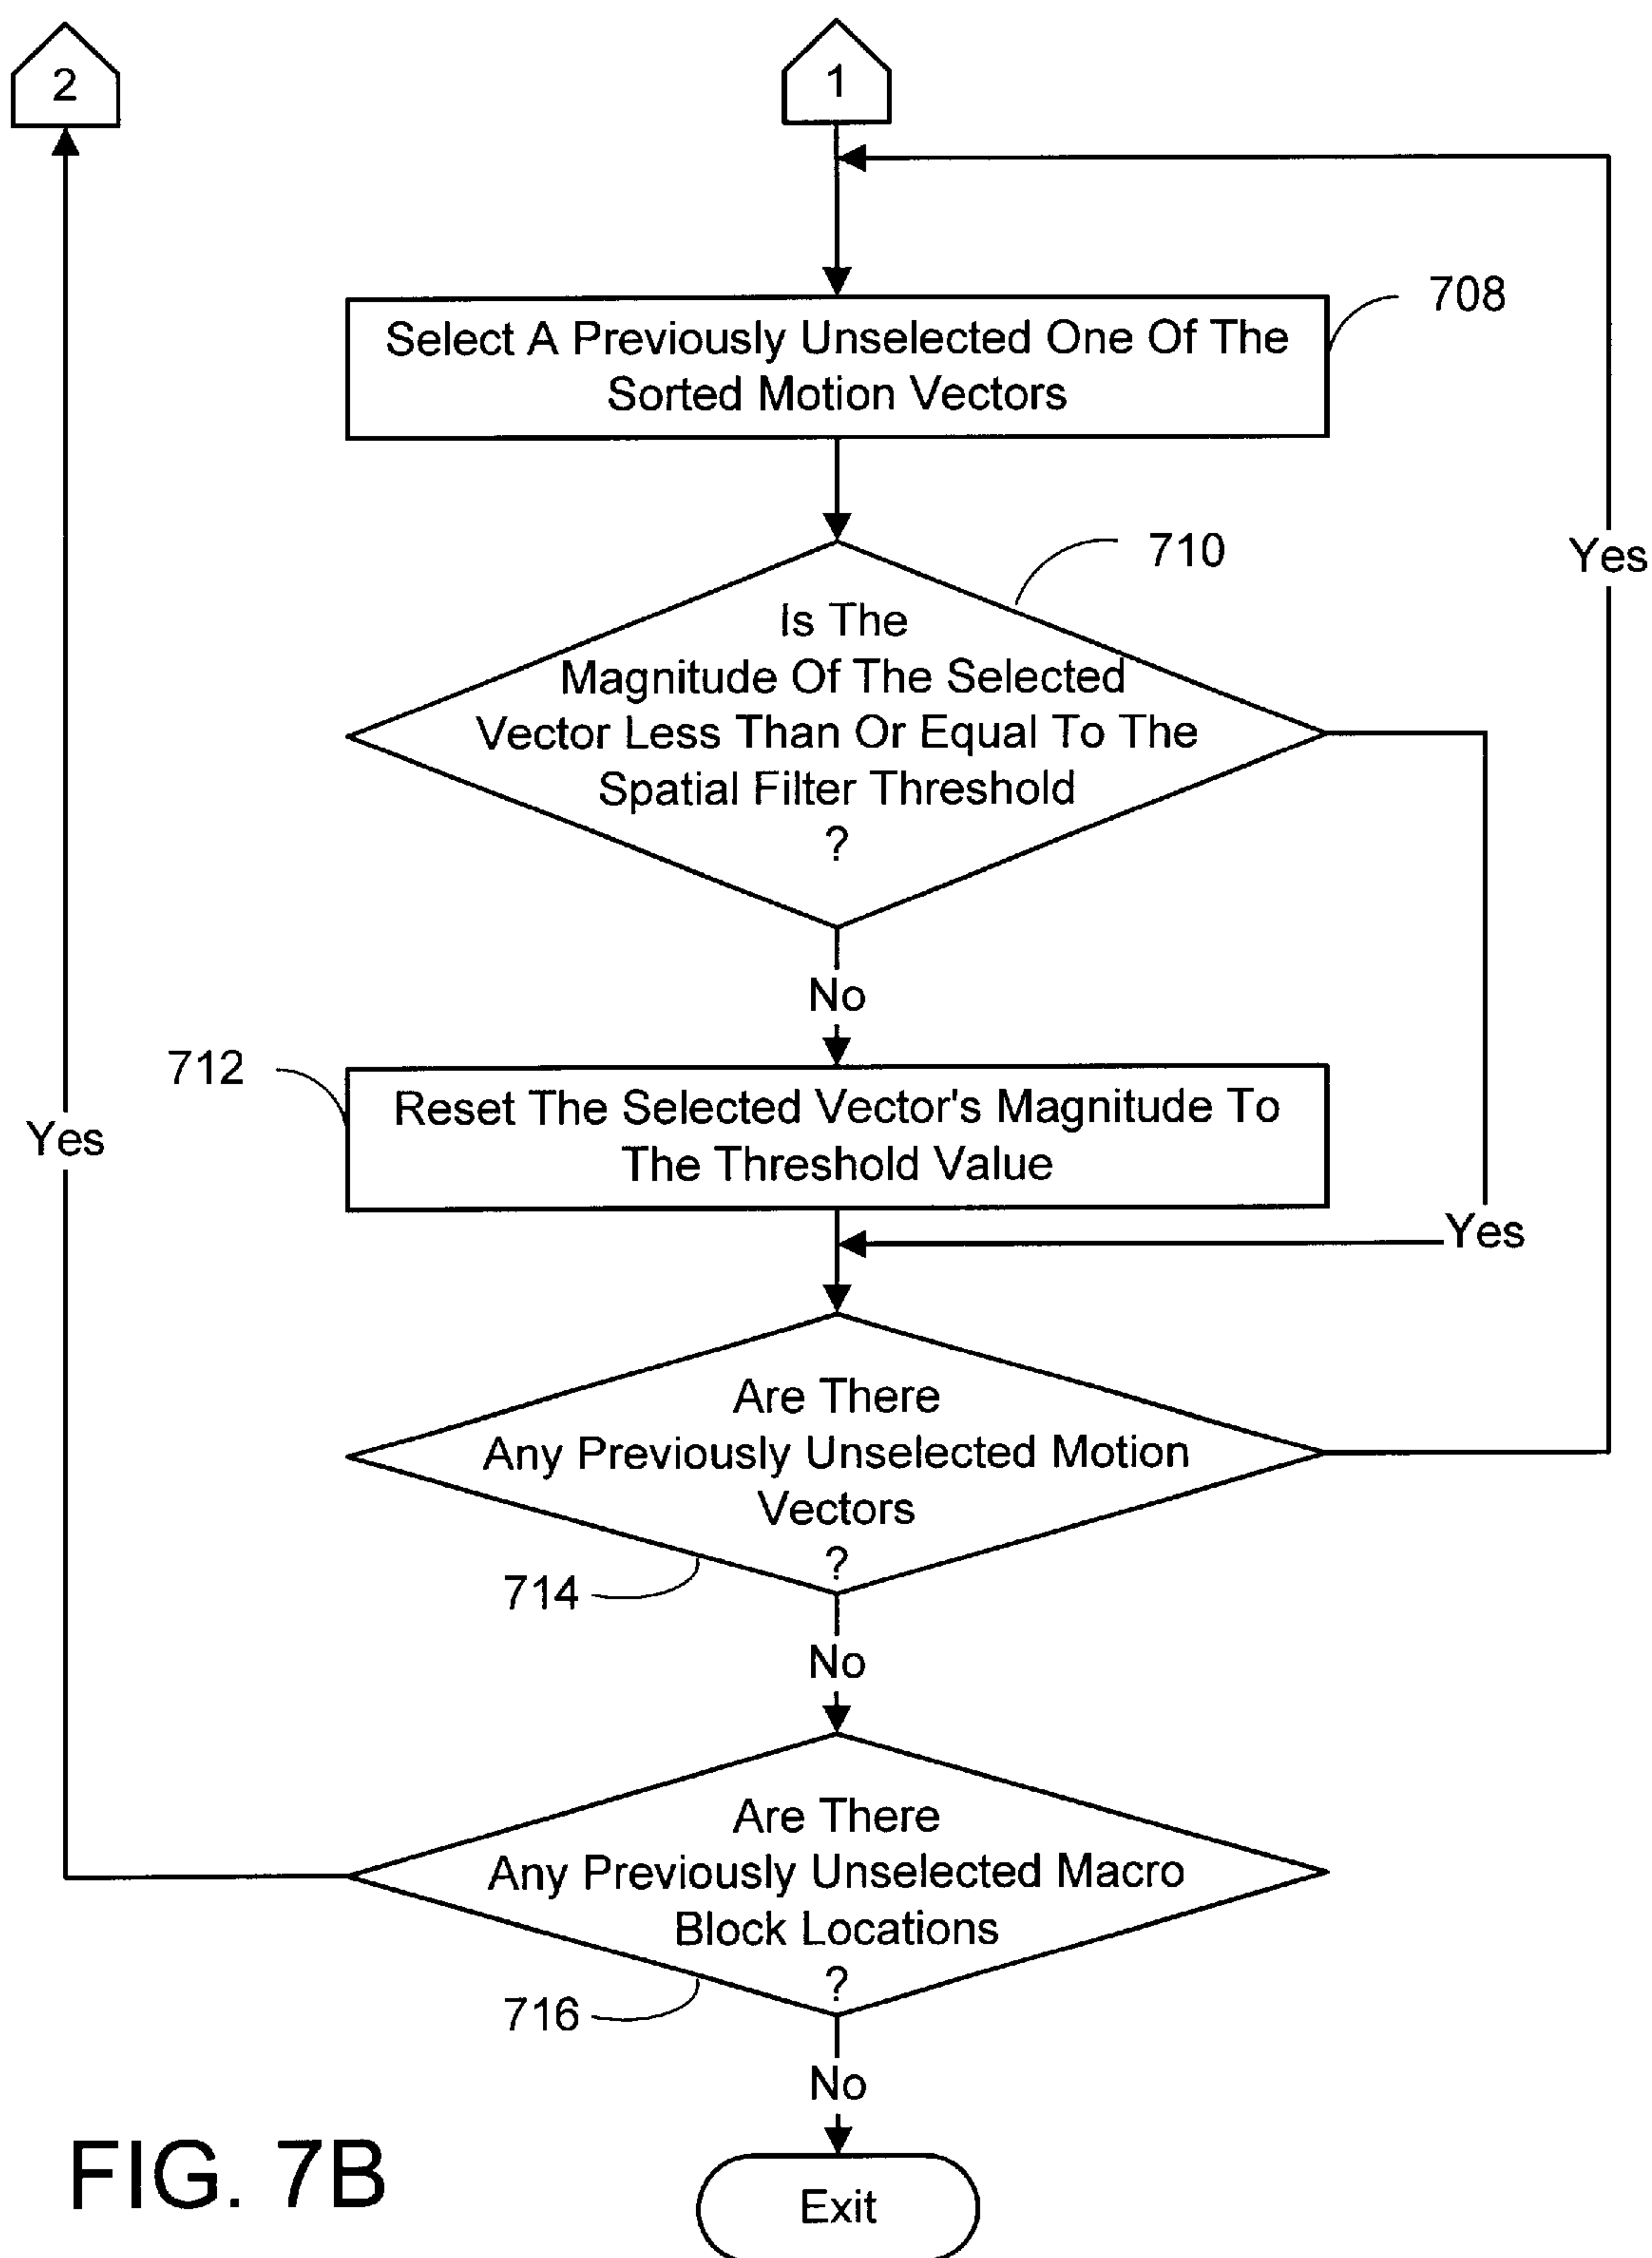 2
1
708
Select A Previously Unselected One Of The
Sorted Motion Vectors
710
Is The
Magnitude Of The Selected
Vector Less Than Or Equal To The
Spatial Filter Threshold
?
Yes
No
712
Reset The Selected Vector's Magnitude To
The Threshold Value
Yes
Yes
Are There
Any Previously Unselected Motion
Vectors
?
714
No
Are There
Any Previously Unselected Macro
Block Locations
?
716
No
FIG. 7B
Exit